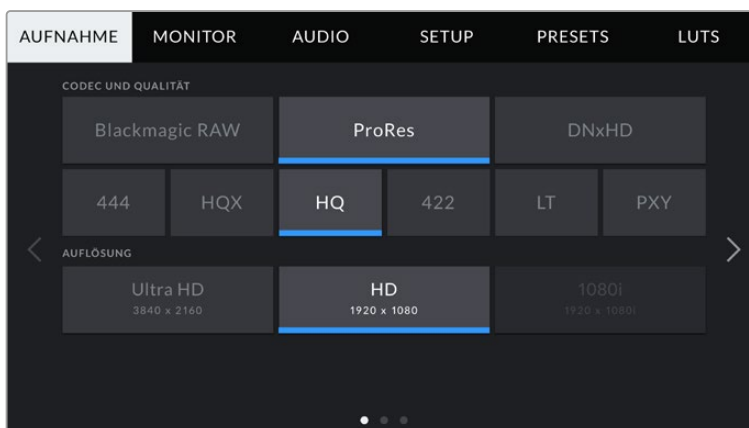 AUFNAHME MONITOR AUDIO SETUP PRESETS LUTS
CODEC UND QUALITÄT
Blackmagic RAW ProRes DNxHD
444 HQX HQ 422 LT PXY
AUFLÖSUNG
Ultra HD HD 1080i
3840 x 2160 1920 x 1080 1920 x 1080i